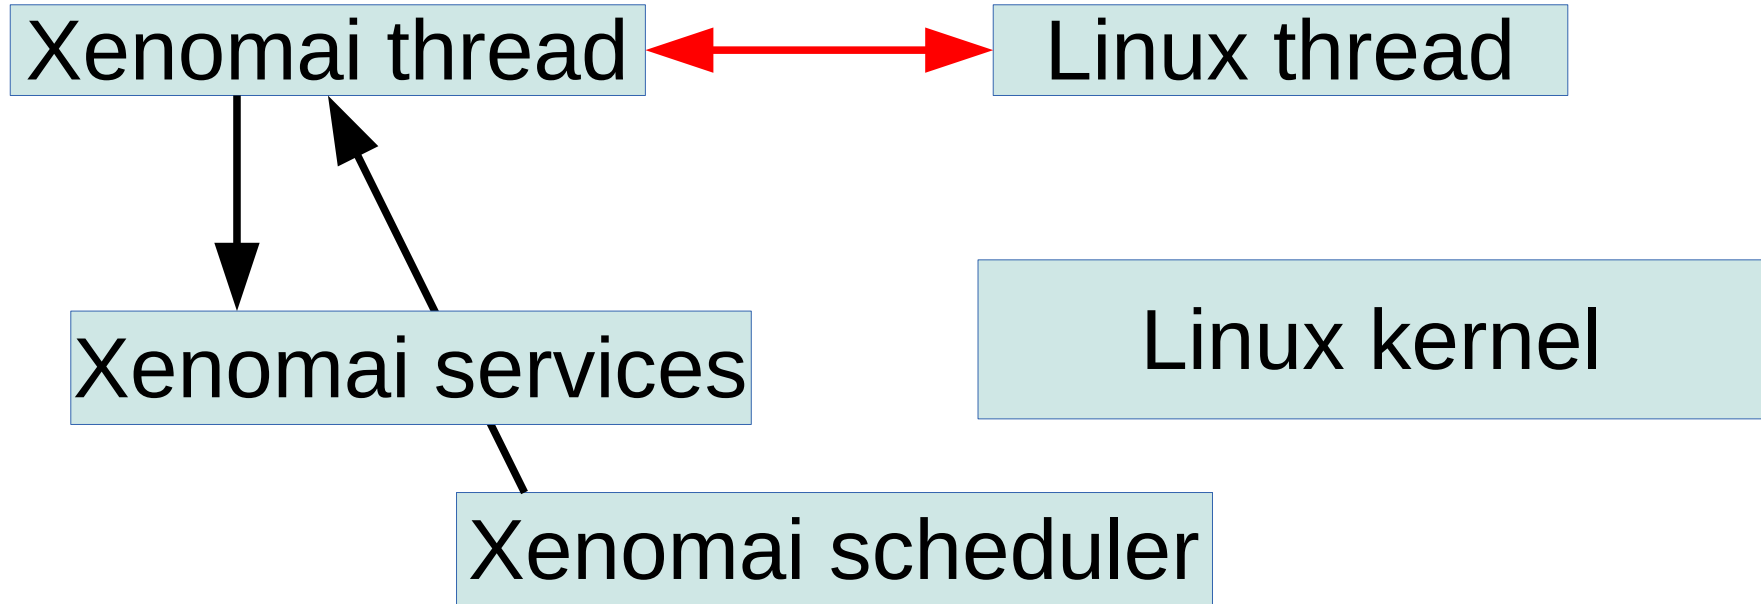 Xenomai thread
Linux thread
Linux kernel
Xenomai services
Xenomai scheduler